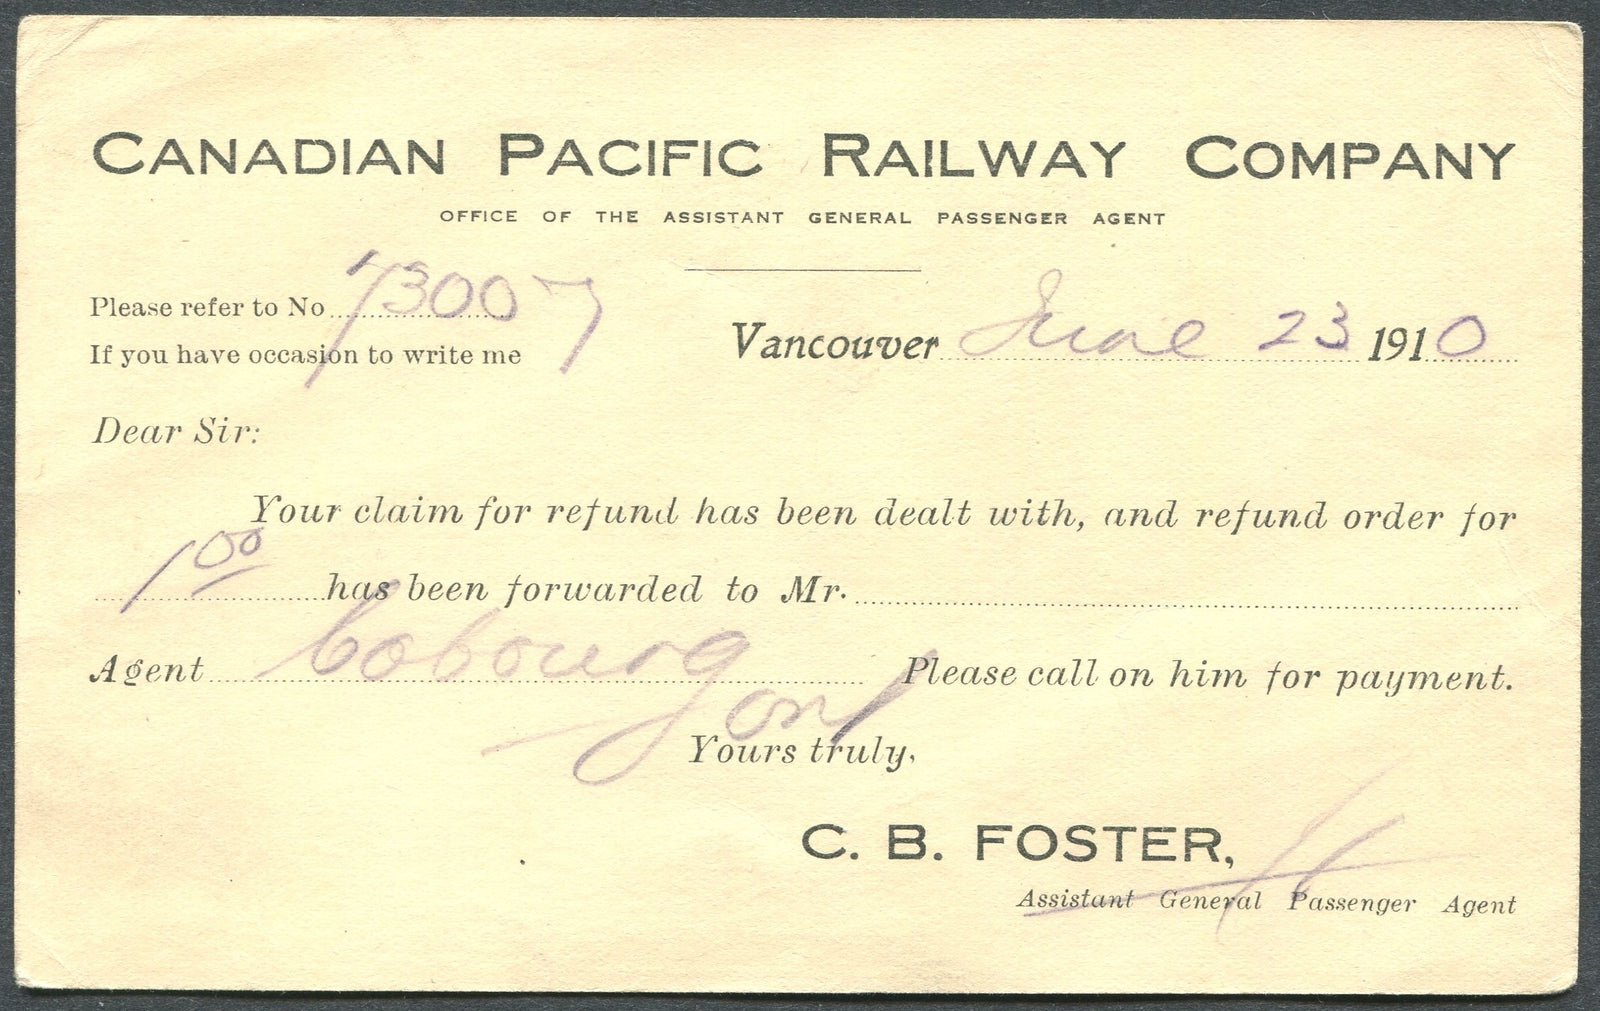 CANADIAN PACIFIC RAILWAY COMPANY
OFFICE OF THE ASSISTANT GENERAL PASSENGER AGENT
Please refer to No 73007
If you have occasion to write me
Vancouver June 23 1910
Dear Sir:
Your claim for refund has been dealt with, and refund order for
1 00 has been forwarded to Mr.
Agent Cobourg Please call on him for payment.
Ont
Yours truly,
C. B. FOSTER,
Assistant General Passenger Agent